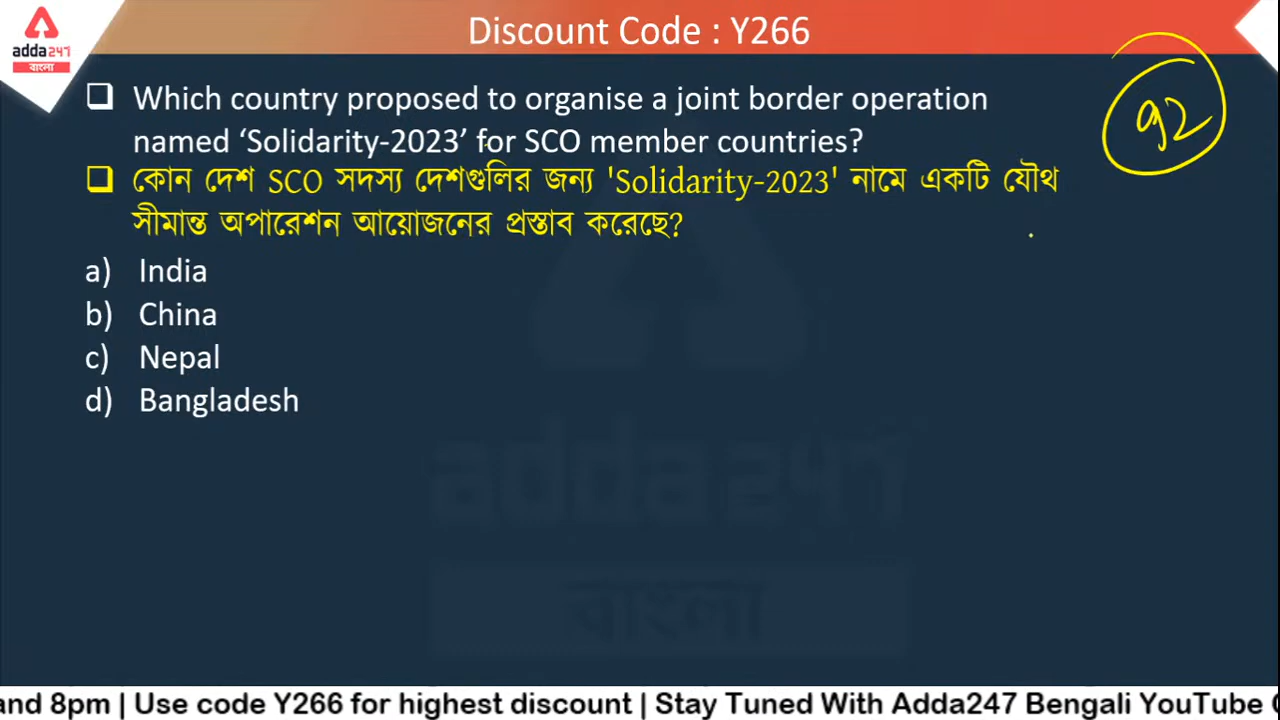 Discount Code : Y266
adda247
বাংলা
Which country proposed to organise a joint border operation
named ‘Solidarity-2023’ for SCO member countries?
92
কোন দেশ SCO সদস্য দেশগুলির জন্য 'Solidarity-2023' নামে একটি যৌথ
সীমান্ত অপারেশন আয়োজনের প্রস্তাব করেছে?
a) India
b) China
c) Nepal
d) Bangladesh
adda247
বাংলা
and 8pm | Use code Y266 for highest discount | Stay Tuned With Adda247 Bengali YouTube